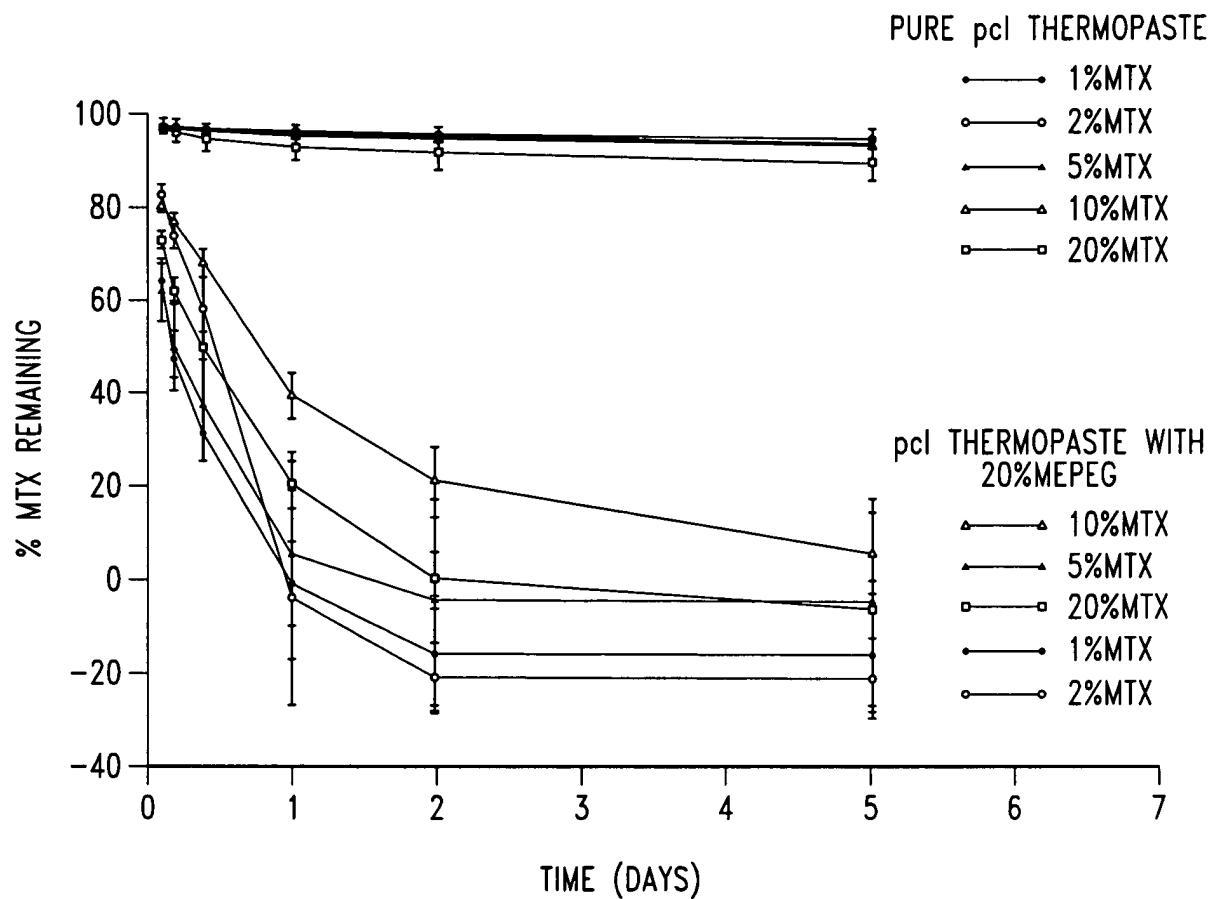 PURE pcl THERMOPASTE
1%MTX
2%MTX
5%MTX
10%MTX
20%MTX
% MTX REMAINING
100
80
60
40
20
0
−20
−40
pcl THERMOPASTE WITH
20%MEPEG
10%MTX
5%MTX
20%MTX
1%MTX
2%MTX
0 1 2 3 4 5 6 7
TIME (DAYS)